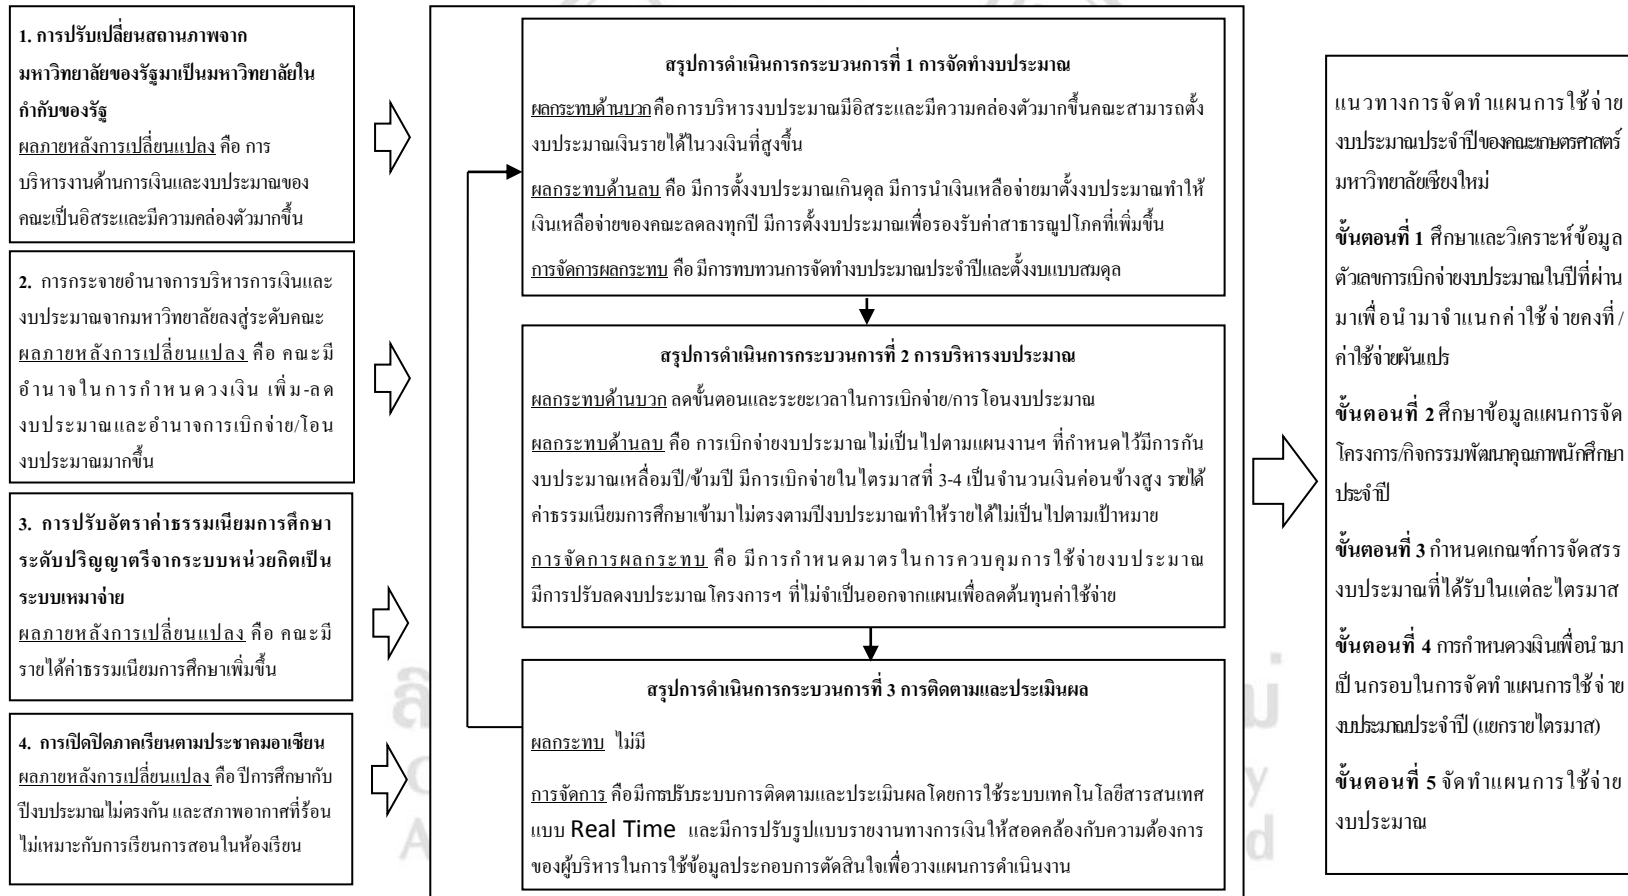 1. การปรับเปลี่ยนสถานภาพจาก
มหาวิทยาลัยของรัฐมาเป็นมหาวิทยาลัยใน
กำกับของรัฐ
ผลภายหลังการเปลี่ยนแปลง คือ การ
บริหารงานด้านการเงินและงบประมาณของ
คณะเป็นอิสระและมีความคล่องตัวมากขึ้น
2. การกระจายอำนาจการบริหารการเงินและ
งบประมาณจากมหาวิทยาลัยลงสู่ระดับคณะ
ผลภายหลังการเปลี่ยนแปลง คือ คณะมี
อำนาจในการกำหนดวงเงิน เพิ่ม-ลด
งบประมาณและอำนาจการเบิกจ่าย/โอน
งบประมาณมากขึ้น
3. การปรับอัตราค่าธรรมเนียมการศึกษา
ระดับปริญญาตรีจากระบบหน่วยกิตเป็น
ระบบเหมาจ่าย
ผลภายหลังการเปลี่ยนแปลง คือ คณะมี
รายได้ค่าธรรมเนียมการศึกษาเพิ่มขึ้น
4. การเปิดปิดภาคเรียนตามประชาคมอาเซียน
ผลภายหลังการเปลี่ยนแปลง คือ ปีการศึกษากับ
ปีงบประมาณไม่ตรงกัน และสภาพอากาศที่ร้อน
ไม่เหมาะกับการเรียนการสอนในห้องเรียน
สรุปการดำเนินการกระบวนการที่ 1 การจัดทำงบประมาณ
ผลกระทบด้านบวก คือการบริหารงบประมาณมีอิสระและมีความคล่องตัวมากขึ้นคณะสามารถตั้ง
งบประมาณเงินรายได้ในวงเงินที่สูงขึ้น
ผลกระทบด้านลบ คือ มีการตั้งงบประมาณเกินดุล มีการนำเงินเหลือจ่ายมาตั้งงบประมาณทำให้
เงินเหลือจ่ายของคณะลดลงทุกปี มีการตั้งงบประมาณเพื่อรองรับค่าสาธารณูปโภคที่เพิ่มขึ้น
การจัดการผลกระทบ คือ มีการทบทวนการจัดทำงบประมาณประจำปีและตั้งงบแบบสมดุล
สรุปการดำเนินการกระบวนการที่ 2 การบริหารงบประมาณ
ผลกระทบด้านบวก ลดขั้นตอนและระยะเวลาในการเบิกจ่าย/การโอนงบประมาณ
ผลกระทบด้านลบ คือ การเบิกจ่ายงบประมาณไม่เป็นไปตามแผนงานฯ ที่กำหนดไว้มีการกัน
งบประมาณเหลื่อมปี/ข้ามปี มีการเบิกจ่ายในไตรมาสที่ 3-4 เป็นจำนวนเงินค่อนข้างสูง รายได้
ค่าธรรมเนียมการศึกษาเข้ามาไม่ตรงตามปีงบประมาณทำให้รายได้ไม่เป็นไปตามเป้าหมาย
การจัดการผลกระทบ คือ มีการกำหนดมาตรในการควบคุมการใช้จ่ายงบประมาณ
มีการปรับลดงบประมาณโครงการฯ ที่ไม่จำเป็นออกจากแผนเพื่อลดต้นทุนค่าใช้จ่าย
สรุปการดำเนินการกระบวนการที่ 3 การติดตามและประเมินผล
ผลกระทบ ไม่มี
การจัดการ คือมีการปรับระบบการติดตามและประเมินผลโดยการใช้ระบบเทคโนโลยีสารสนเทศ
แบบ Real Time และมีการปรับรูปแบบรายงานทางการเงินให้สอดคล้องกับความต้องการ
ของผู้บริหารในการใช้ข้อมูลประกอบการตัดสินใจเพื่อวางแผนการดำเนินงาน
แนวทางการจัดทำแผนการใช้จ่าย
งบประมาณประจำปีของคณะเกษตรศาสตร์
มหาวิทยาลัยเชียงใหม่
ขั้นตอนที่ 1 ศึกษาและวิเคราะห์ข้อมูล
ตัวเลขการเบิกจ่ายงบประมาณในปีที่ผ่าน
มาเพื่อนำมาจำแนกค่าใช้จ่ายคงที่/
ค่าใช้จ่ายผันแปร
ขั้นตอนที่ 2 ศึกษาข้อมูลแผนการจัด
โครงการ/กิจกรรมพัฒนาคุณภาพนักศึกษา
ประจำปี
ขั้นตอนที่ 3 กำหนดเกณฑ์การจัดสรร
งบประมาณที่ได้รับในแต่ละไตรมาส
ขั้นตอนที่ 4 การกำหนดวงเงินเพื่อนำมา
เป็นกรอบในการจัดทำแผนการใช้จ่าย
งบประมาณประจำปี (แยกรายไตรมาส)
ขั้นตอนที่ 5 จัดทำแผนการใช้จ่าย
งบประมาณ